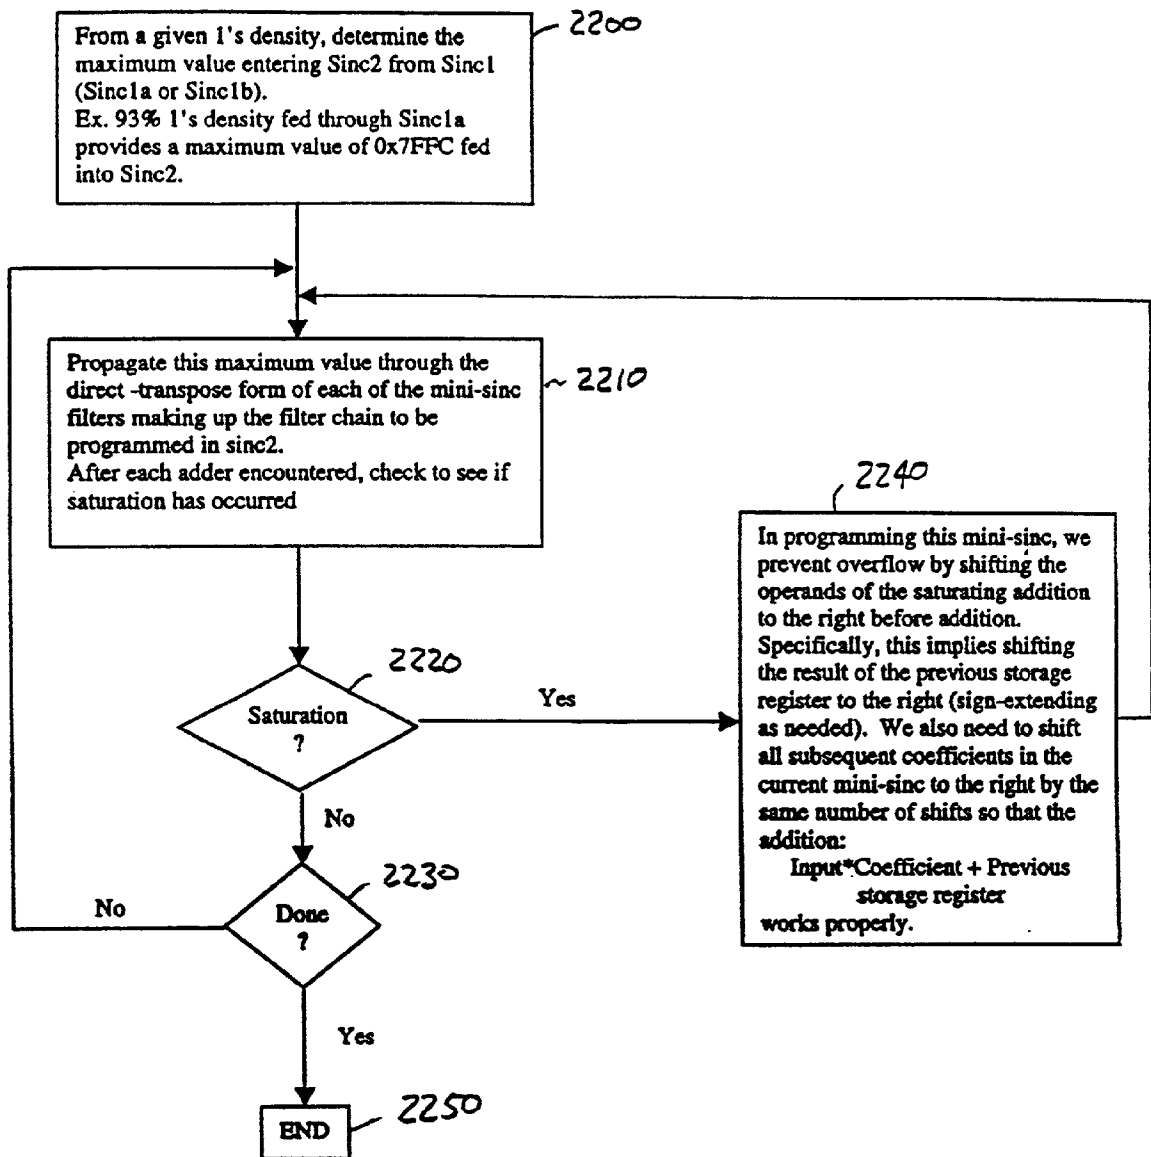 2200
From a given 1's density, determine the
maximum value entering Sinc2 from Sinc1
(Sinc1a or Sinc1b).
Ex. 93% 1's density fed through Sinc1a
provides a maximum value of 0x7FFC fed
into Sinc2.
2210
Propagate this maximum value through the
direct -transpose form of each of the mini-sinc
filters making up the filter chain to be
programmed in sinc2.
After each adder encountered, check to see if
saturation has occurred
2240
In programming this mini-sinc, we
prevent overflow by shifting the
operands of the saturating addition
to the right before addition.
Specifically, this implies shifting
the result of the previous storage
register to the right (sign-extending
as needed). We also need to shift
all subsequent coefficients in the
current mini-sinc to the right by the
same number of shifts so that the
addition:
Input*Coefficient + Previous
storage register
works properly.
2220
Saturation
?
Yes
No
2230
Done
?
No
Yes
2250
END